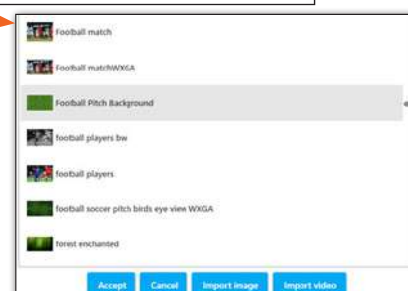 Football match
Football matchWXGA
Football Pitch Background
football players bw
football players
football soccer pitch birds eye view WXGA
forest enchanted
Accept Cancel Import image Import video